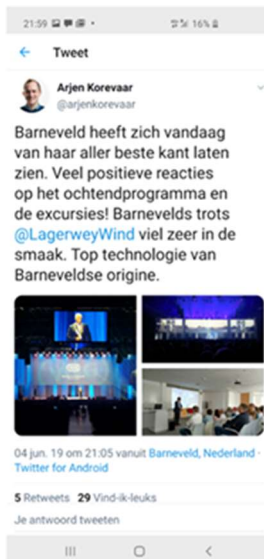 21:59
16%
Tweet
Arjen Korevaar
@arjenkorevaar
Barneveld heeft zich vandaag
van haar aller beste kant laten
zien. Veel positieve reacties
op het ochtendprogramma en
de excursies! Barnevelds trots
@LagerweyWind viel zeer in de
smaak. Top technologie van
Barneveldse origine.
04 jun. 19 om 21:05 vanuit Barneveld, Nederland ·
Twitter for Android
5 Retweets 29 Vind-ik-leuks
Je antwoord tweeten